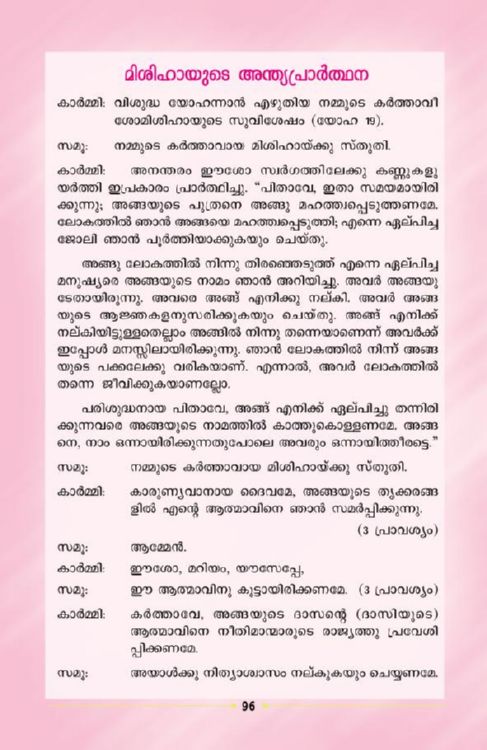 മിശിഹായുടെ അന്ത്യപ്രാർത്ഥന
കാർമ്മി: വിശുദ്ധ യോഹന്നാൻ എഴുതിയ നമ്മുടെ കർത്താവീ
ശോമിശിഹായുടെ സുവിശേഷം (യോഹ 19).
സമൂ: നമ്മുടെ കർത്താവായ മിശിഹായ്ക്കു സ്തുതി.
കാർമ്മി: അനന്തരം ഈശോ സ്വർഗത്തിലേക്കു കണ്ണുകളു
യർത്തി ഇപ്രകാരം പ്രാർത്ഥിച്ചു. “പിതാവേ, ഇതാ സമയമായിരി
ക്കുന്നു; അങ്ങയുടെ പുത്രനെ അങ്ങു മഹത്ത്വപ്പെടുത്തണമേ.
ലോകത്തിൽ ഞാൻ അങ്ങയെ മഹത്ത്വപ്പെടുത്തി; എന്നെ ഏല്പിച്ച
ജോലി ഞാൻ പൂർത്തിയാക്കുകയും ചെയ്തു.
അങ്ങു ലോകത്തിൽ നിന്നു തിരഞ്ഞെടുത്ത് എന്നെ ഏല്പിച്ച
മനുഷ്യരെ അങ്ങയുടെ നാമം ഞാൻ അറിയിച്ചു. അവർ അങ്ങയു
ടേതായിരുന്നു. അവരെ അങ്ങ് എനിക്കു നല്കി. അവർ അങ്ങ
യുടെ ആജ്ഞകളനുസരിക്കുകയും ചെയ്തു. അങ്ങ് എനിക്ക്
നല്കിയിട്ടുള്ളതെല്ലാം അങ്ങിൽ നിന്നു തന്നെയാണെന്ന് അവർക്ക്
ഇപ്പോൾ മനസ്സിലായിരിക്കുന്നു. ഞാൻ ലോകത്തിൽ നിന്ന് അങ്ങ
യുടെ പക്കലേക്കു വരികയാണ്. എന്നാൽ, അവർ ലോകത്തിൽ
തന്നെ ജീവിക്കുകയാണല്ലോ.
പരിശുദ്ധനായ പിതാവേ, അങ്ങ് എനിക്ക് ഏല്പിച്ചു തന്നിരി
ക്കുന്നവരെ അങ്ങയുടെ നാമത്തിൽ കാത്തുകൊള്ളണമേ. അങ്ങ
നെ, നാം ഒന്നായിരിക്കുന്നതുപോലെ അവരും ഒന്നായിത്തീരട്ടെ.”
സമൂ: നമ്മുടെ കർത്താവായ മിശിഹായ്ക്കു സ്തുതി.
കാർമ്മി: കാരുണ്യവാനായ ദൈവമേ, അങ്ങയുടെ തൃക്കരങ്ങ
ളിൽ എന്റെ ആത്മാവിനെ ഞാൻ സമർപ്പിക്കുന്നു.
(3 പ്രാവശ്യം)
സമൂ: ആമ്മേൻ.
കാർമ്മി: ഈശോ, മറിയം, യൗസേപ്പേ,
സമൂ: ഈ ആത്മാവിനു കൂട്ടായിരിക്കണമേ. (3 പ്രാവശ്യം)
കാർമ്മി: കർത്താവേ, അങ്ങയുടെ ദാസന്റെ (ദാസിയുടെ)
ആത്മാവിനെ നീതിമാന്മാരുടെ രാജ്യത്തു പ്രവേശി
പ്പിക്കണമേ.
സമൂ: അയാൾക്കു നിത്യാശ്വാസം നല്കുകയും ചെയ്യണമേ.
96